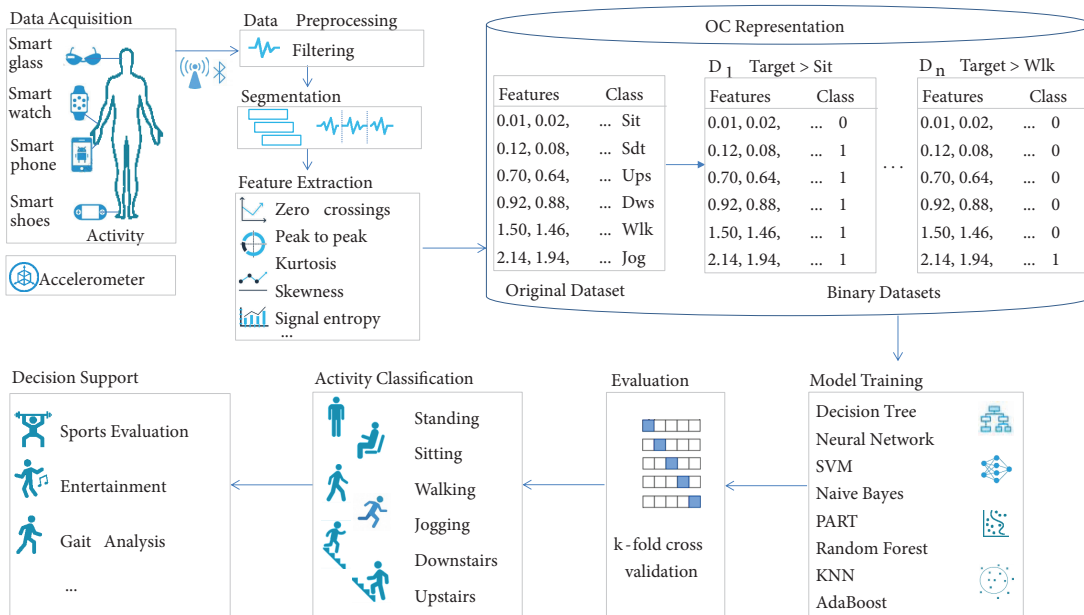 Data Acquisition
Smart
glass
Smart
watch
Smart
phone
Smart
shoes
Activity
Accelerometer
Data Preprocessing
Filtering
Segmentation
Feature Extraction
Zero crossings
Peak to peak
Kurtosis
Skewness
Signal entropy
...
OC Representation
Features Class
0.01, 0.02, ... Sit
0.12, 0.08, ... Sdt
0.70, 0.64, ... Ups
0.92, 0.88, ... Dws
1.50, 1.46, ... Wlk
2.14, 1.94, ... Jog
Original Dataset
D1 Target > Sit
Features Class
0.01, 0.02, ... 0
0.12, 0.08, ... 1
0.70, 0.64, ... 1
0.92, 0.88, ... 1
1.50, 1.46, ... 1
2.14, 1.94, ... 1
...
Dn Target > Wlk
Features Class
0.01, 0.02, ... 0
0.12, 0.08, ... 0
0.70, 0.64, ... 0
0.92, 0.88, ... 0
1.50, 1.46, ... 0
2.14, 1.94, ... 1
Binary Datasets
Model Training
Decision Tree
Neural Network
SVM
Naive Bayes
PART
Random Forest
KNN
AdaBoost
Evaluation
k-fold cross
validation
Activity Classification
Standing
Sitting
Walking
Jogging
Downstairs
Upstairs
Decision Support
Sports Evaluation
Entertainment
Gait Analysis
...